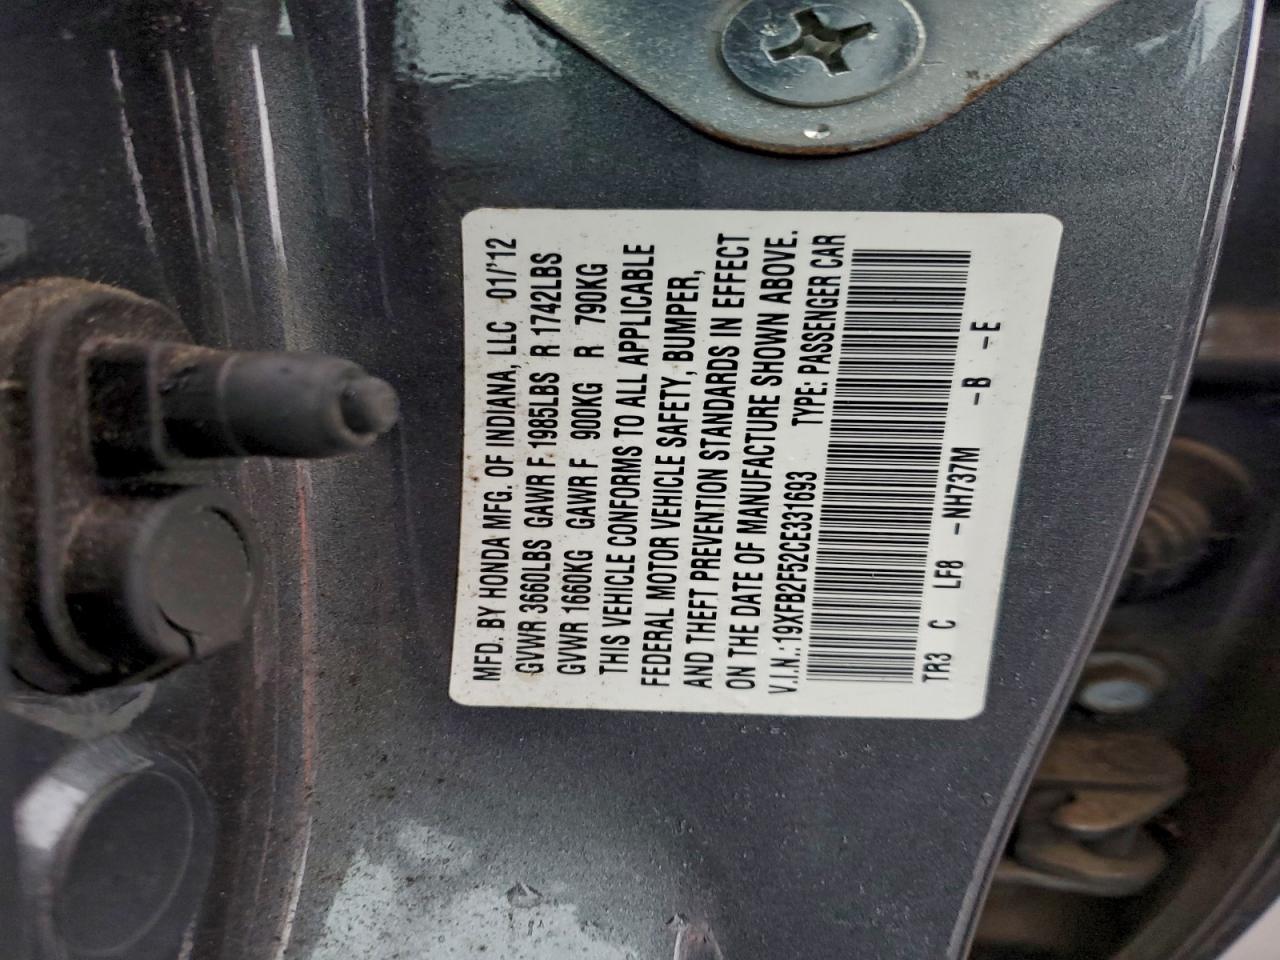 MFD. BY HONDA MFG. OF INDIANA, LLC 01/'12
GVWR 3660LBS GAWR F 1985LBS R 1742LBS
GVWR 1660KG GAWR F 900KG R 790KG
THIS VEHICLE CONFORMS TO ALL APPLICABLE
FEDERAL MOTOR VEHICLE SAFETY, BUMPER,
AND THEFT PREVENTION STANDARDS IN EFFECT
ON THE DATE OF MANUFACTURE SHOWN ABOVE.
V.I.N.:19XFB2F52CE331693 TYPE: PASSENGER CAR
TR3 C LF8 -NH737M -B -E